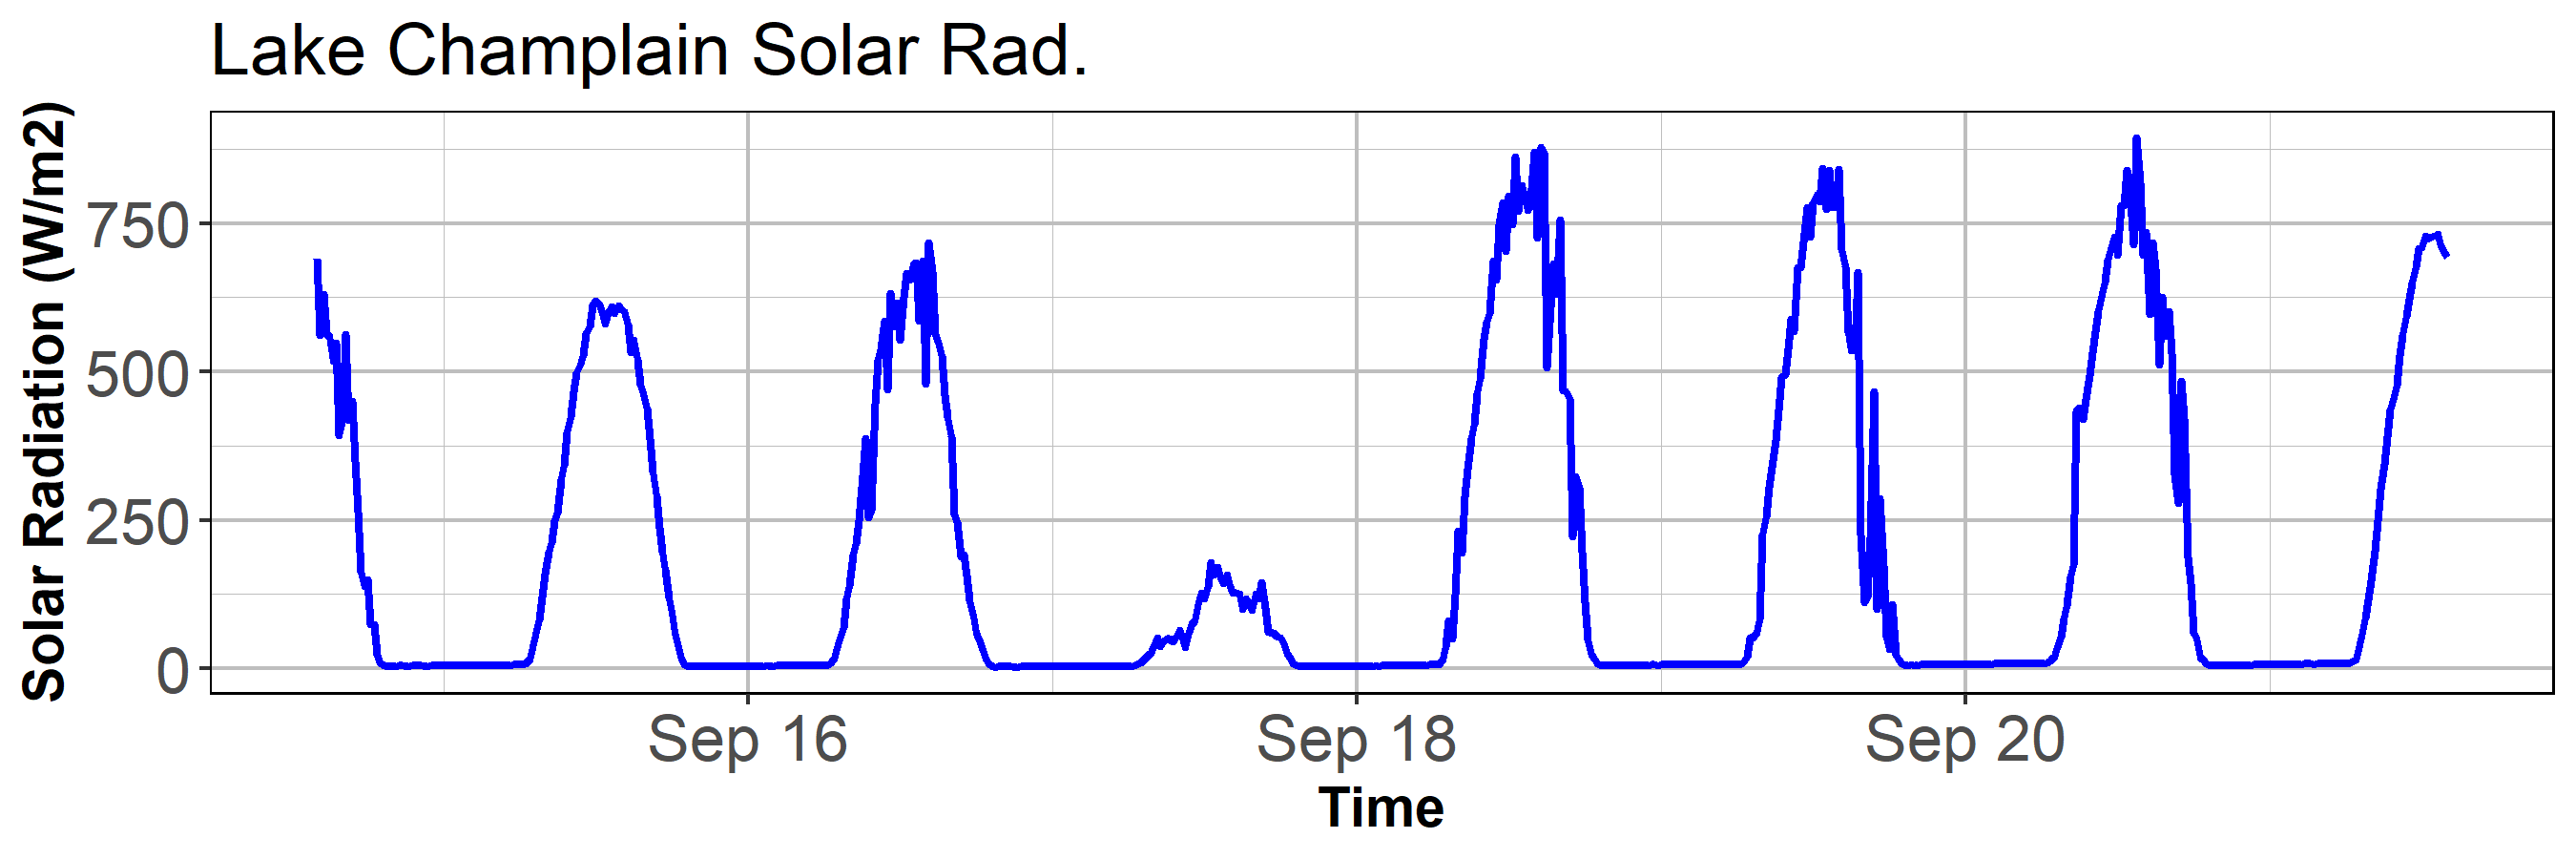 Lake Champlain Solar Rad.
Solar Radiation (W/m2)
750
500
250
0
Sep 16
Sep 18
Sep 20
Time